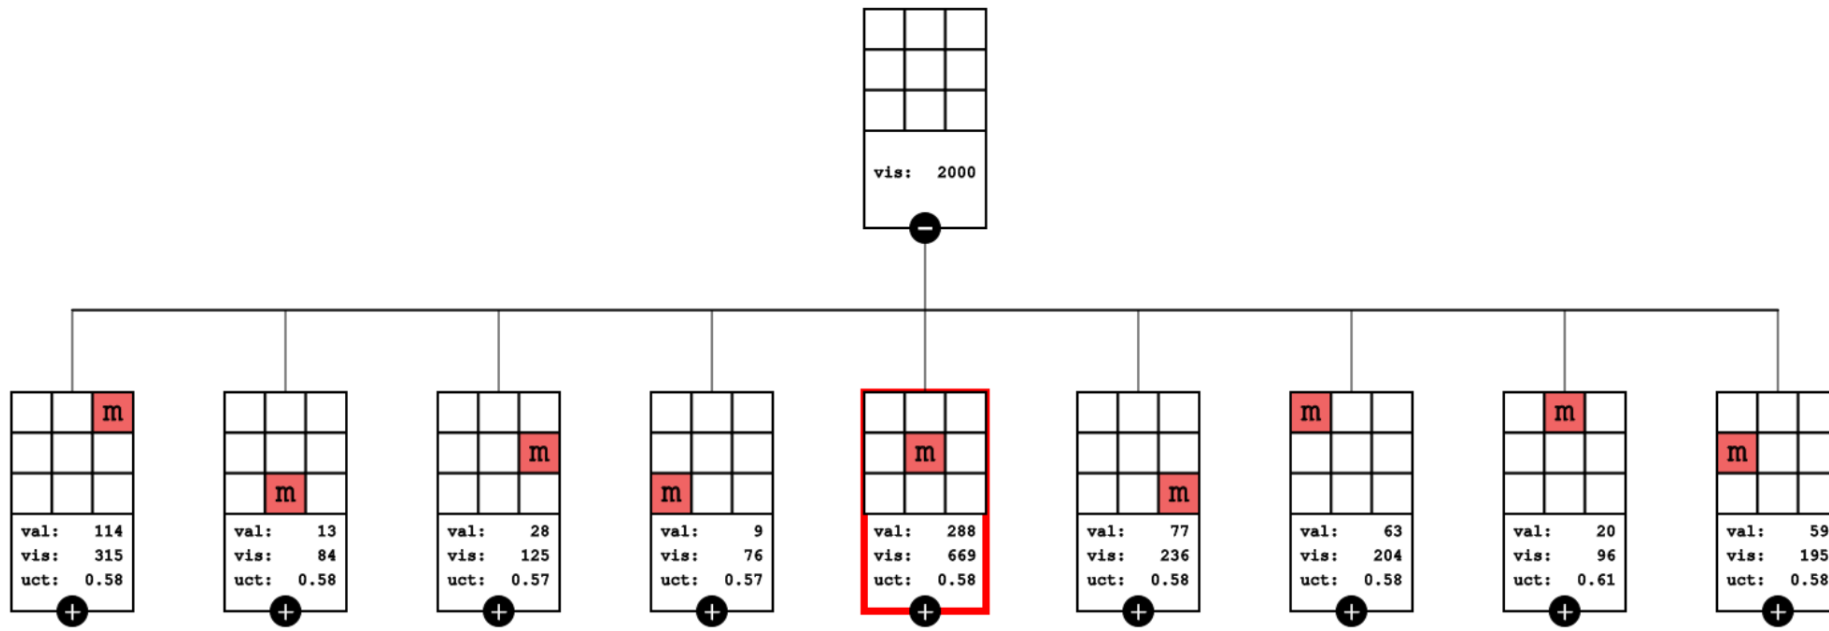 vis: 2000
m
val: 114
vis: 315
uct: 0.58
m
val: 13
vis: 84
uct: 0.58
m
val: 28
vis: 125
uct: 0.57
m
val: 9
vis: 76
uct: 0.57
m
val: 288
vis: 669
uct: 0.58
m
val: 77
vis: 236
uct: 0.58
m
val: 63
vis: 204
uct: 0.58
m
val: 20
vis: 96
uct: 0.61
m
val: 59
vis: 195
uct: 0.58